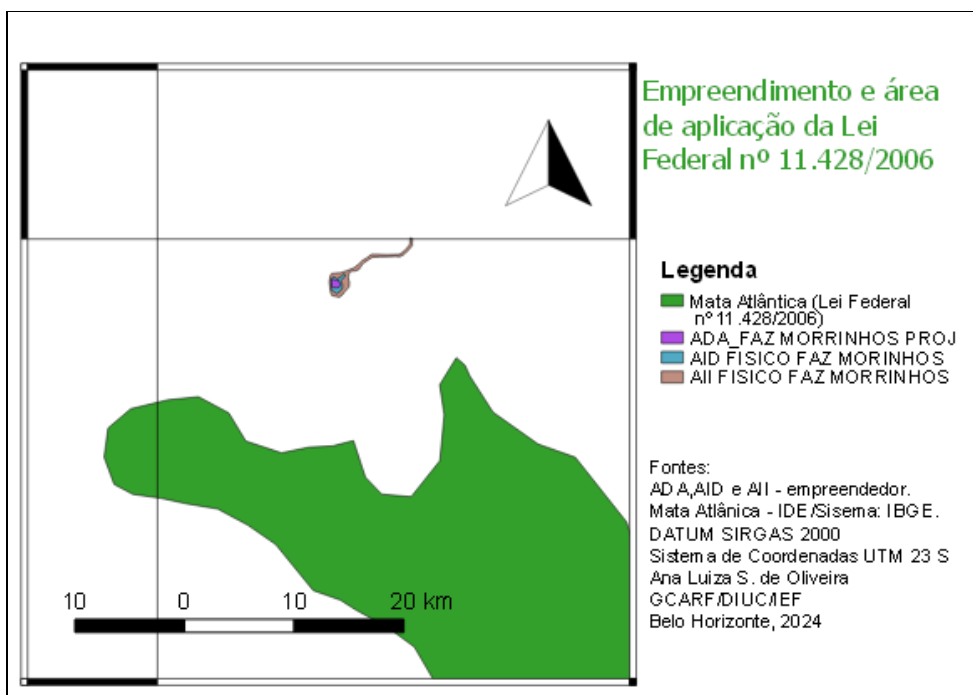 Empreendimento e área
de aplicação da Lei
Federal nº 11.428/2006
Legenda
Mata Atlântica (Lei Federal
nº 11.428/2006)
ADA_FAZ MORRINHOS PROJ
AID FISICO FAZ MORINHOS
AII FISICO FAZ MORRINHOS
Fontes:
ADA,AID e AII - empreendedor.
Mata Atlânica - IDE/Sisema: IBGE.
DATUM SIRGAS 2000
Sistema de Coordenadas UTM 23 S
Ana Luiza S. de Oliveira
GCARF/DIUC/IEF
Belo Horizonte, 2024
10 0 10 20 km